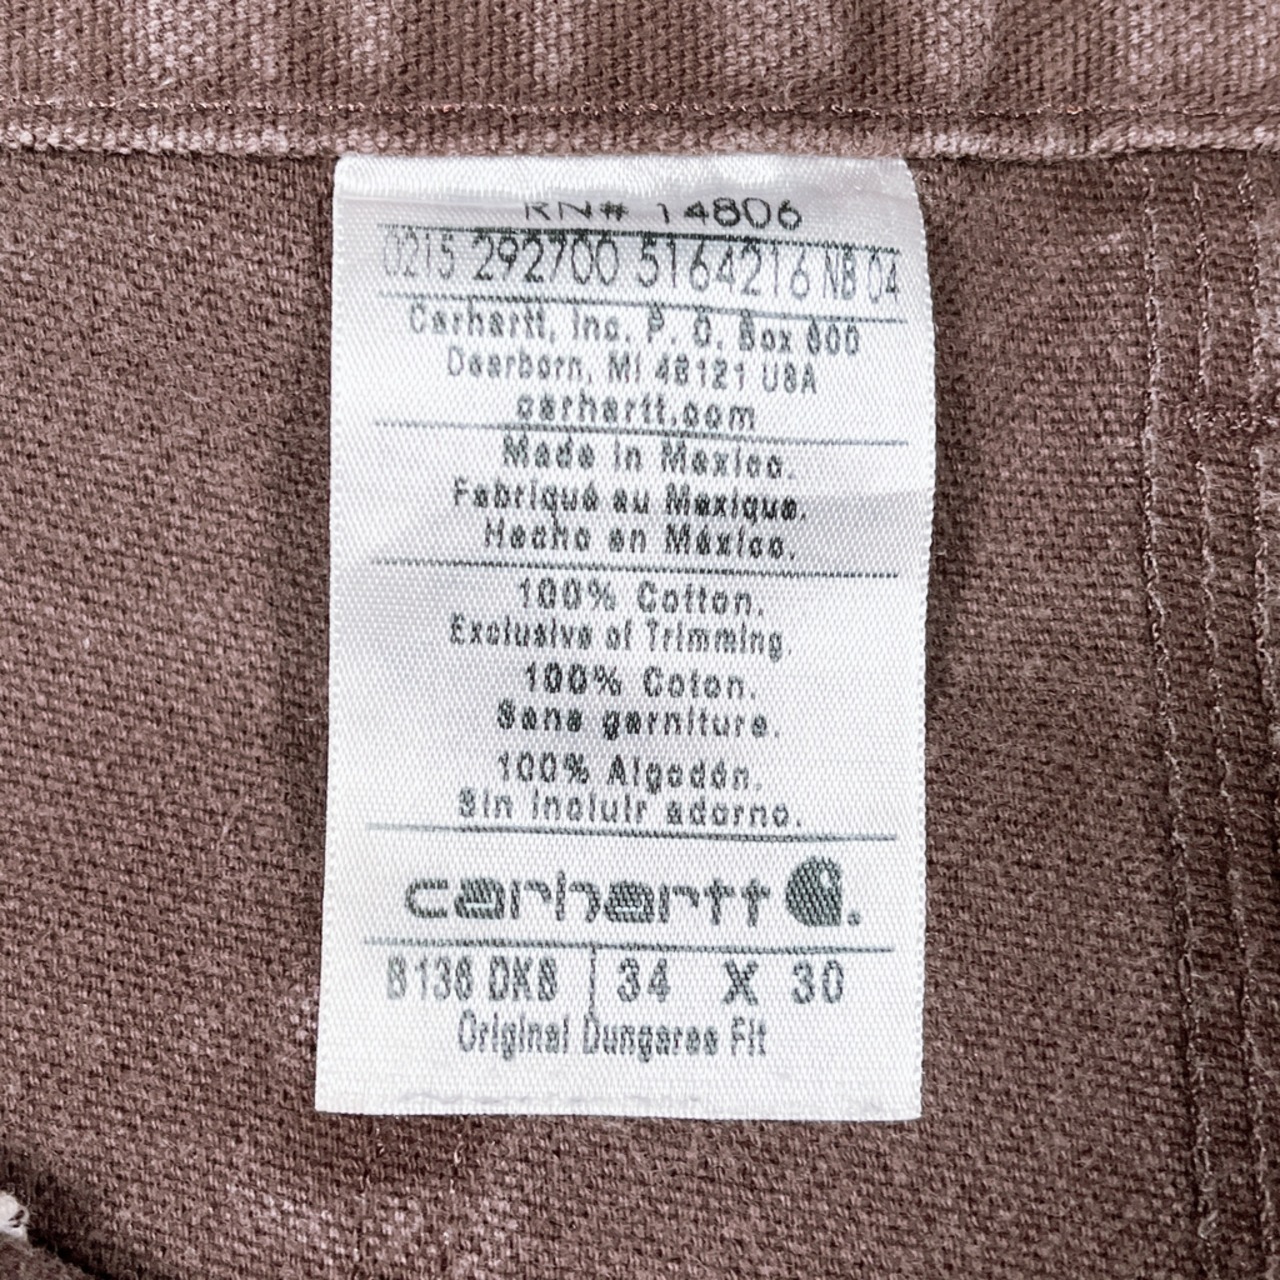 RN# 14806
0215 292700 5164216 NB 04
Carhartt, Inc. P. O. Box 600
Dearborn, MI 48121 USA
carhartt.com
Made in Mexico.
Fabriqué au Mexique.
Hecho en México.
100% Cotton.
Exclusive of Trimming.
100% Coton.
Sans garniture.
100% Algodón.
Sin incluir adorno.
carhartt
B136 DKB 34 X 30
Original Dungaree Fit